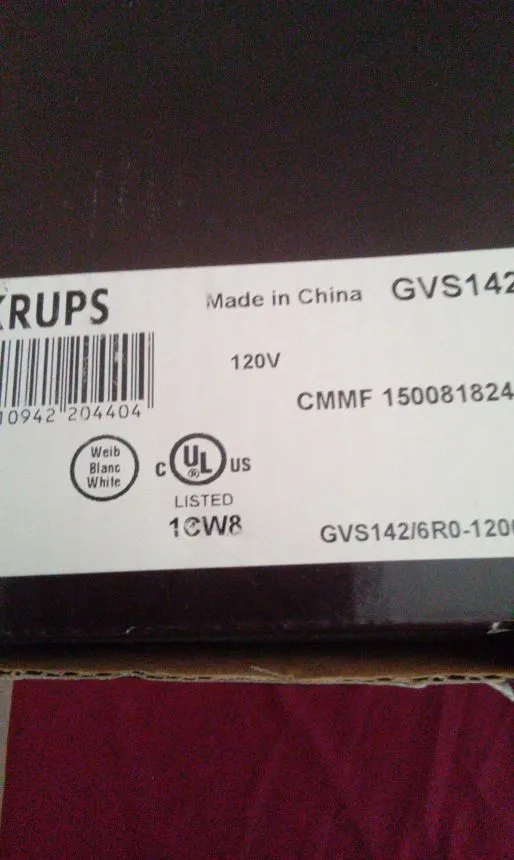 KRUPS
Made in China
GVS142
120V
10942 204404
CMMF 150081824
Weib
Blanc
White
C UL US
®
LISTED
1CW8
GVS142/6R0-120